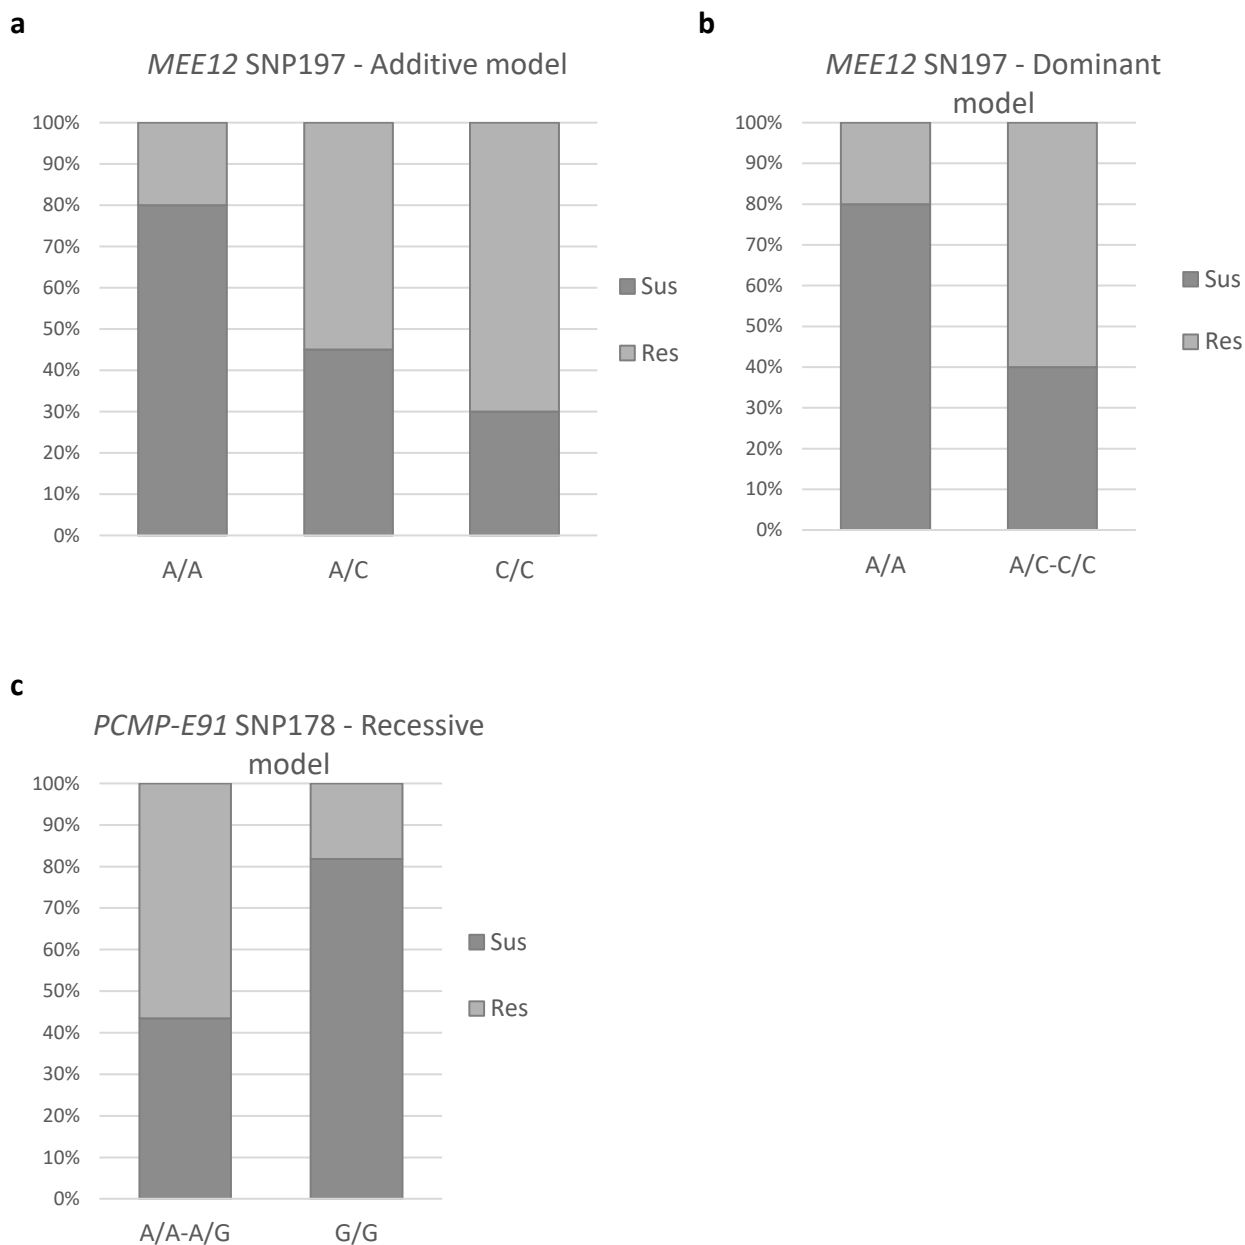 a
MEE12 SNP197 - Additive model
100%
90%
80%
70%
60%
50%
40%
30%
20%
10%
0%
A/A A/C C/C
Sus
Res
b
MEE12 SN197 - Dominant
model
100%
90%
80%
70%
60%
50%
40%
30%
20%
10%
0%
A/A A/C-C/C
Sus
Res
c
PCMP-E91 SNP178 - Recessive
model
100%
90%
80%
70%
60%
50%
40%
30%
20%
10%
0%
A/A-A/G G/G
Sus
Res